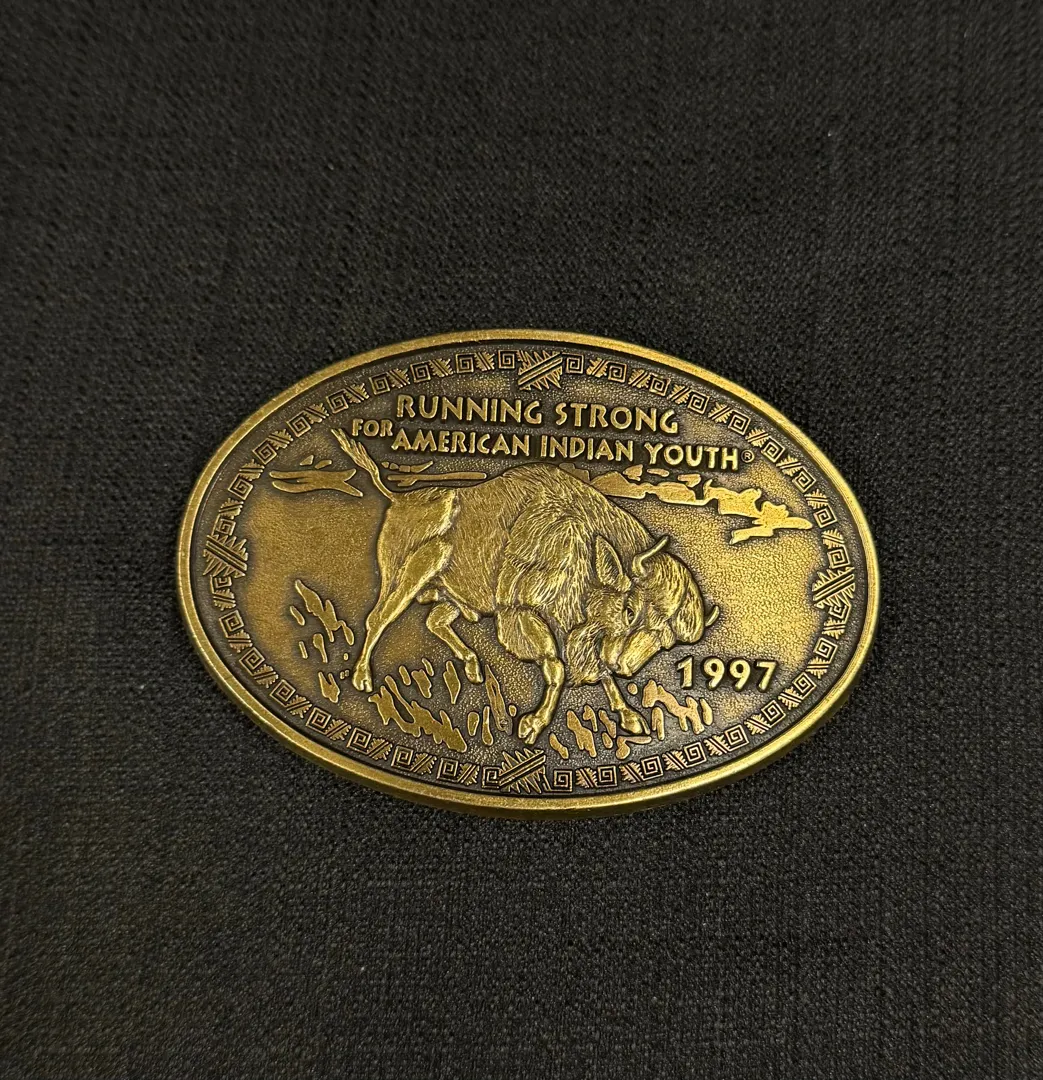 RUNNING STRONG
FOR AMERICAN INDIAN YOUTH®
1997